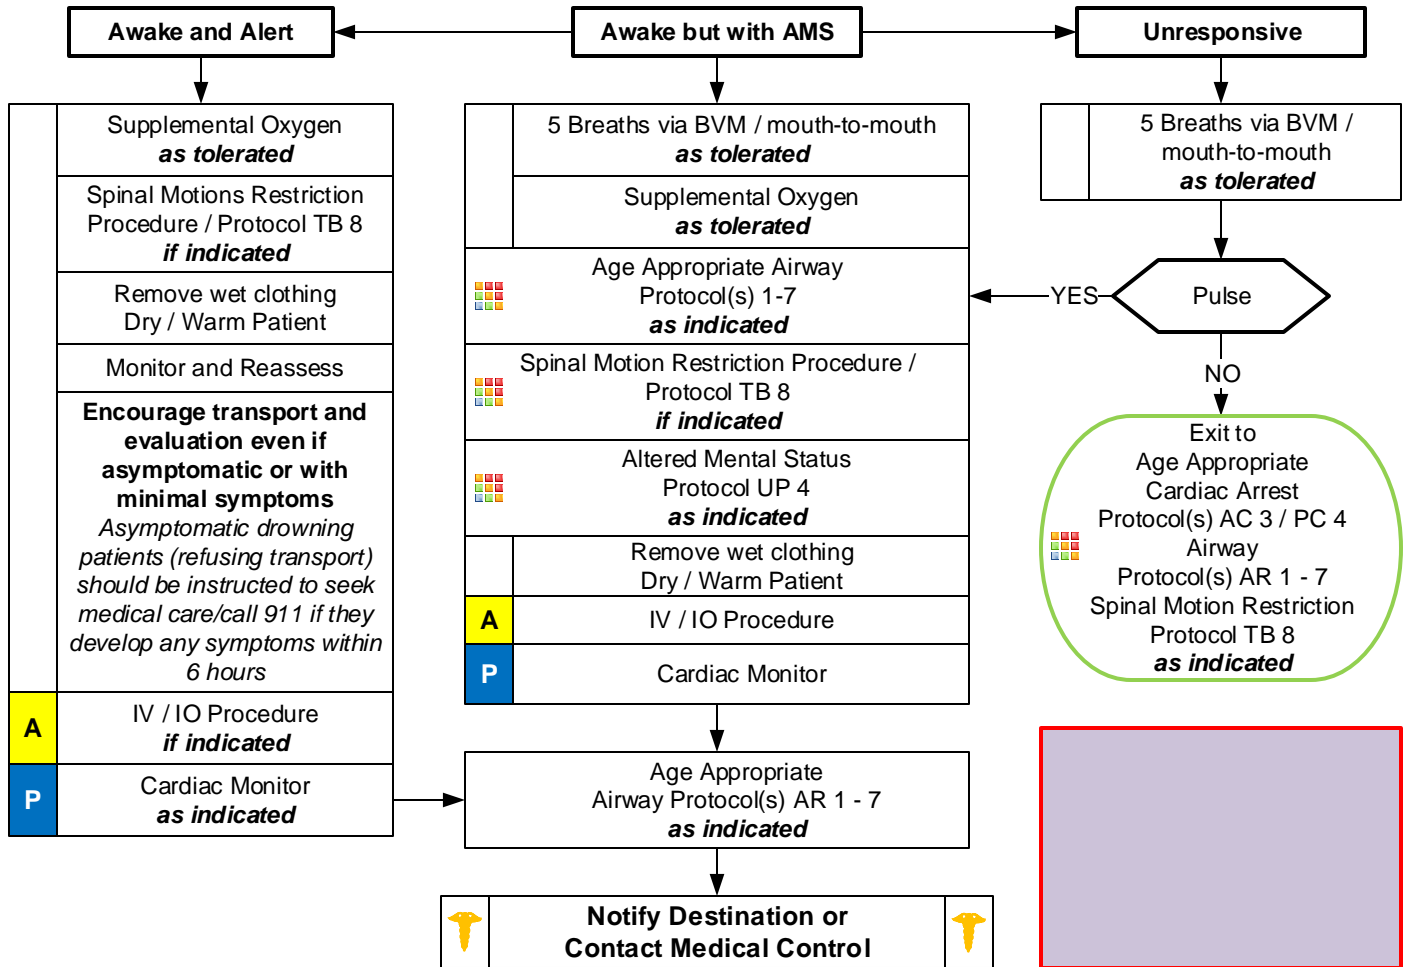 Awake and Alert
Awake but with AMS
Unresponsive
Supplemental Oxygen
as tolerated
Spinal Motions Restriction
Procedure / Protocol TB 8
if indicated
Remove wet clothing
Dry / Warm Patient
Monitor and Reassess
Encourage transport and
evaluation even if
asymptomatic or with
minimal symptoms
Asymptomatic drowning
patients (refusing transport)
should be instructed to seek
medical care/call 911 if they
develop any symptoms within
6 hours
A
IV / IO Procedure
if indicated
P
Cardiac Monitor
as indicated
5 Breaths via BVM / mouth-to-mouth
as tolerated
Supplemental Oxygen
as tolerated
Age Appropriate Airway
Protocol(s) 1-7
as indicated
Spinal Motion Restriction Procedure /
Protocol TB 8
if indicated
Altered Mental Status
Protocol UP 4
as indicated
Remove wet clothing
Dry / Warm Patient
A
IV / IO Procedure
P
Cardiac Monitor
Age Appropriate
Airway Protocol(s) AR 1 - 7
as indicated
Notify Destination or
Contact Medical Control
5 Breaths via BVM /
mouth-to-mouth
as tolerated
Pulse
YES
NO
Exit to
Age Appropriate
Cardiac Arrest
Protocol(s) AC 3 / PC 4
Airway
Protocol(s) AR 1 - 7
Spinal Motion Restriction
Protocol TB 8
as indicated